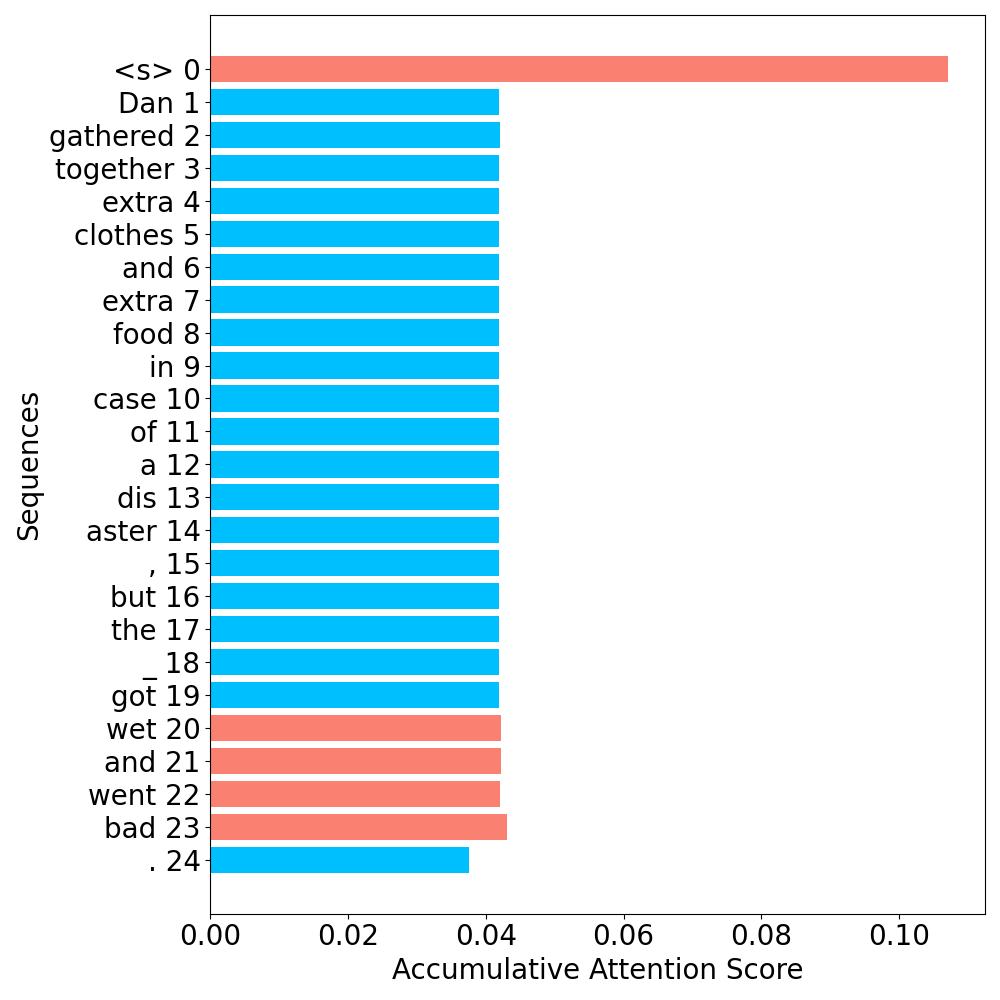 <s> 0
Dan 1
gathered 2
together 3
extra 4
clothes 5
and 6
extra 7
food 8
in 9
case 10
of 11
a 12
dis 13
aster 14
, 15
but 16
the 17
_ 18
got 19
wet 20
and 21
went 22
bad 23
. 24
Sequences
0.00 0.02 0.04 0.06 0.08 0.10
Accumulative Attention Score